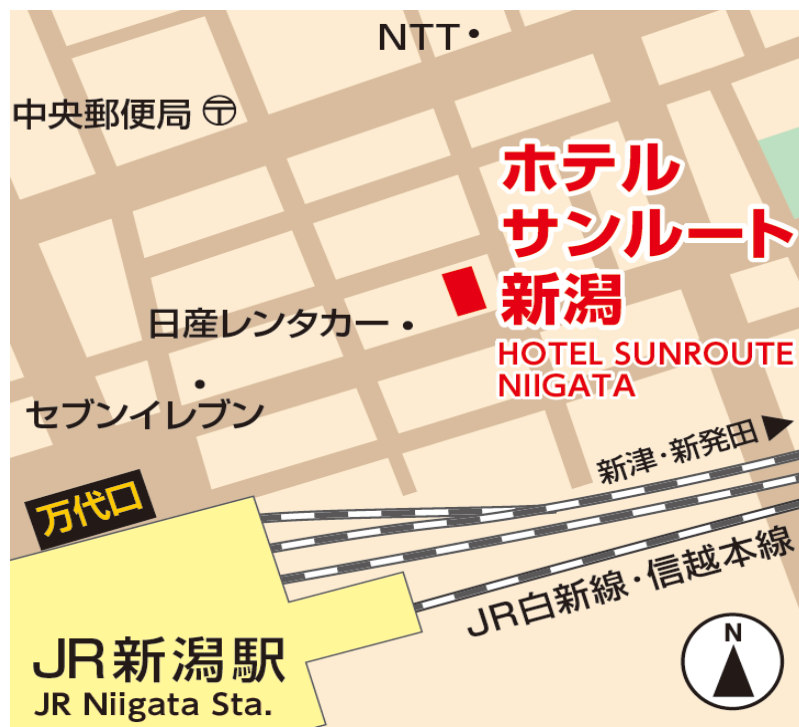 NTT
中央郵便局 〒
ホテル
サンルート
新潟
HOTEL SUNROUTE
NIIGATA
日産レンタカー
セブンイレブン
新津・新発田
万代口
JR白新線・信越本線
JR新潟駅
JR Niigata Sta.
N